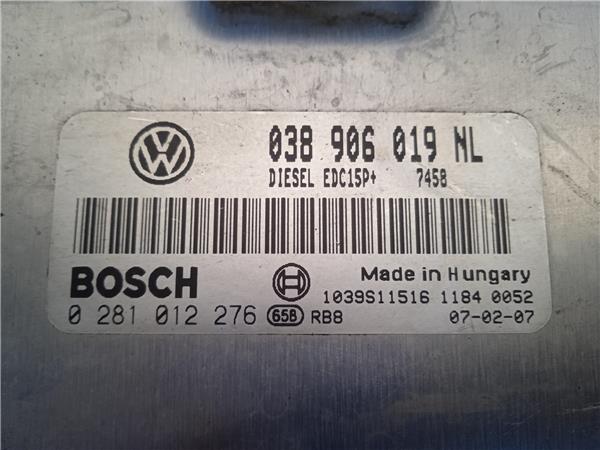 038 906 019 NL
DIESEL EDC15P+ 7458
BOSCH
Made in Hungary
1039S11516 1184 0052
0 281 012 276 65B RB8 07-02-07